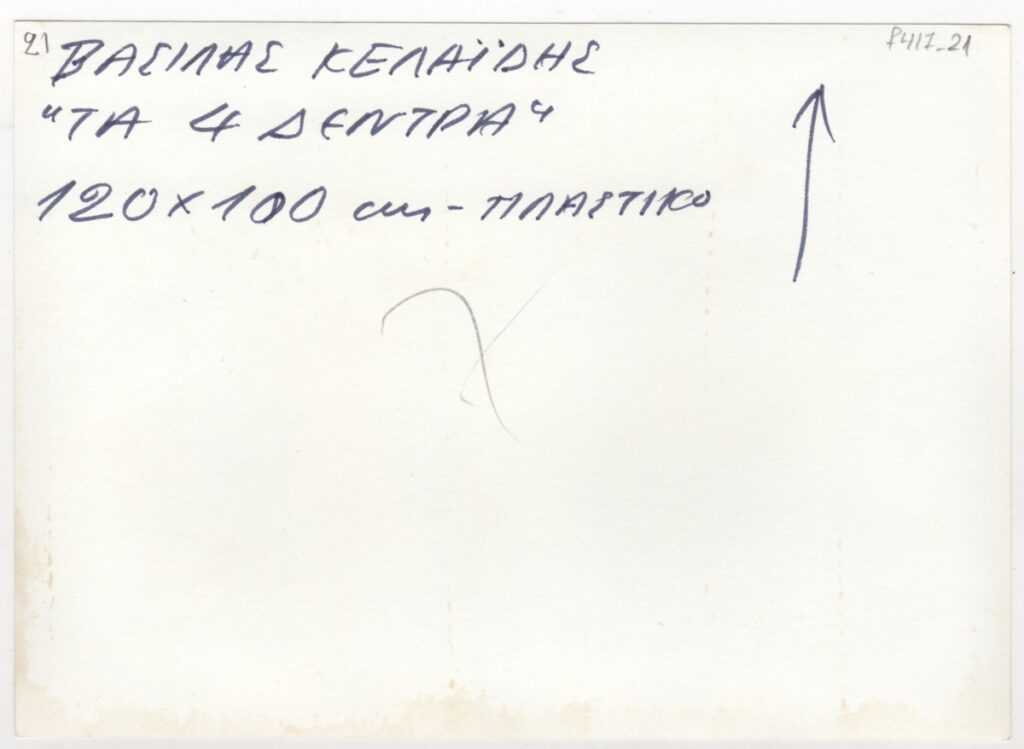 21
f417_21
ΒΑΣΙΛΗΣ ΚΕΛΑΪΔΗΣ
"ΤΑ 4 ΔΕΝΤΡΑ"
120×100 cm - ΠΛΑΣΤΙΚΟ